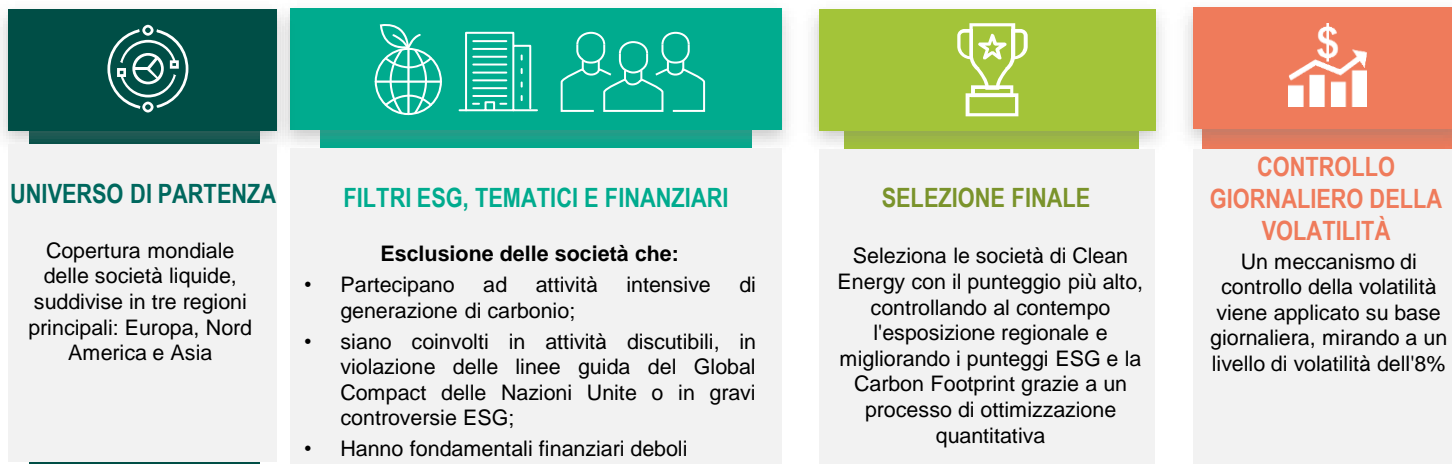 UNIVERSO DI PARTENZA
Copertura mondiale
delle società liquide,
suddivise in tre regioni
principali: Europa, Nord
America e Asia
FILTRI ESG, TEMATICI E FINANZIARI
Esclusione delle società che:
• Partecipano ad attività intensive di
generazione di carbonio;
• siano coinvolti in attività discutibili, in
violazione delle linee guida del Global
Compact delle Nazioni Unite o in gravi
controversie ESG;
• Hanno fondamentali finanziari deboli
SELEZIONE FINALE
Seleziona le società di Clean
Energy con il punteggio più alto,
controllando al contempo
l'esposizione regionale e
migliorando i punteggi ESG e la
Carbon Footprint grazie a un
processo di ottimizzazione
quantitativa
$
CONTROLLO
GIORNALIERO DELLA
VOLATILITÀ
Un meccanismo di
controllo della volatilità
viene applicato su base
giornaliera, mirando a un
livello di volatilità dell'8%